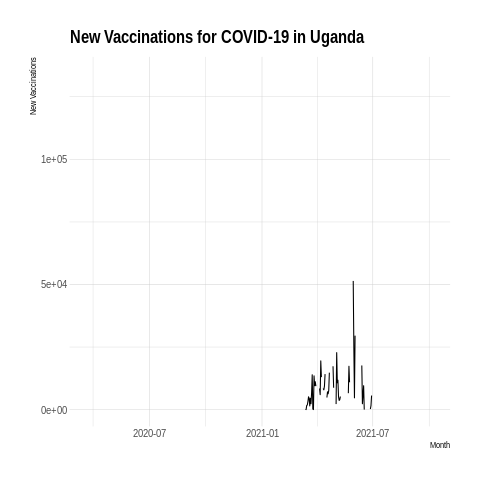 New Vaccinations for COVID-19 in Uganda
New Vaccinations
1e+05
5e+04
0e+00
2020-07
2021-01
2021-07
Month